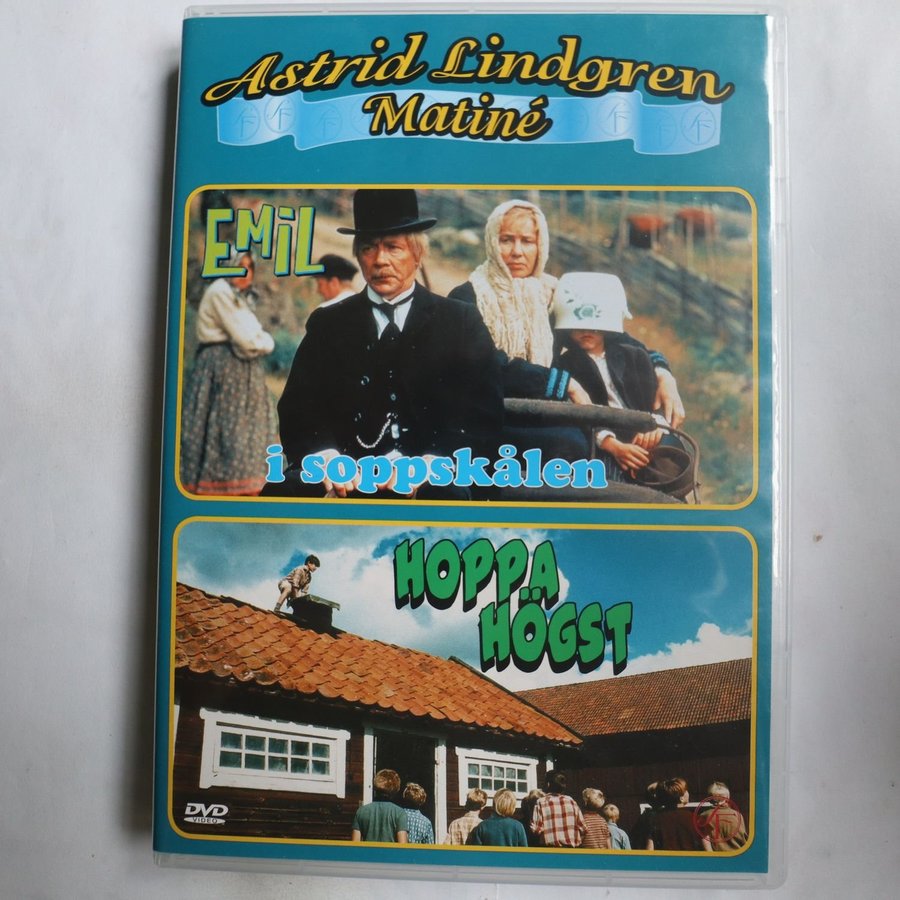 Astrid Lindgren
Matiné
EMiL
i soppskålen
HOPPA
HÖGST
DVD
VIDEO